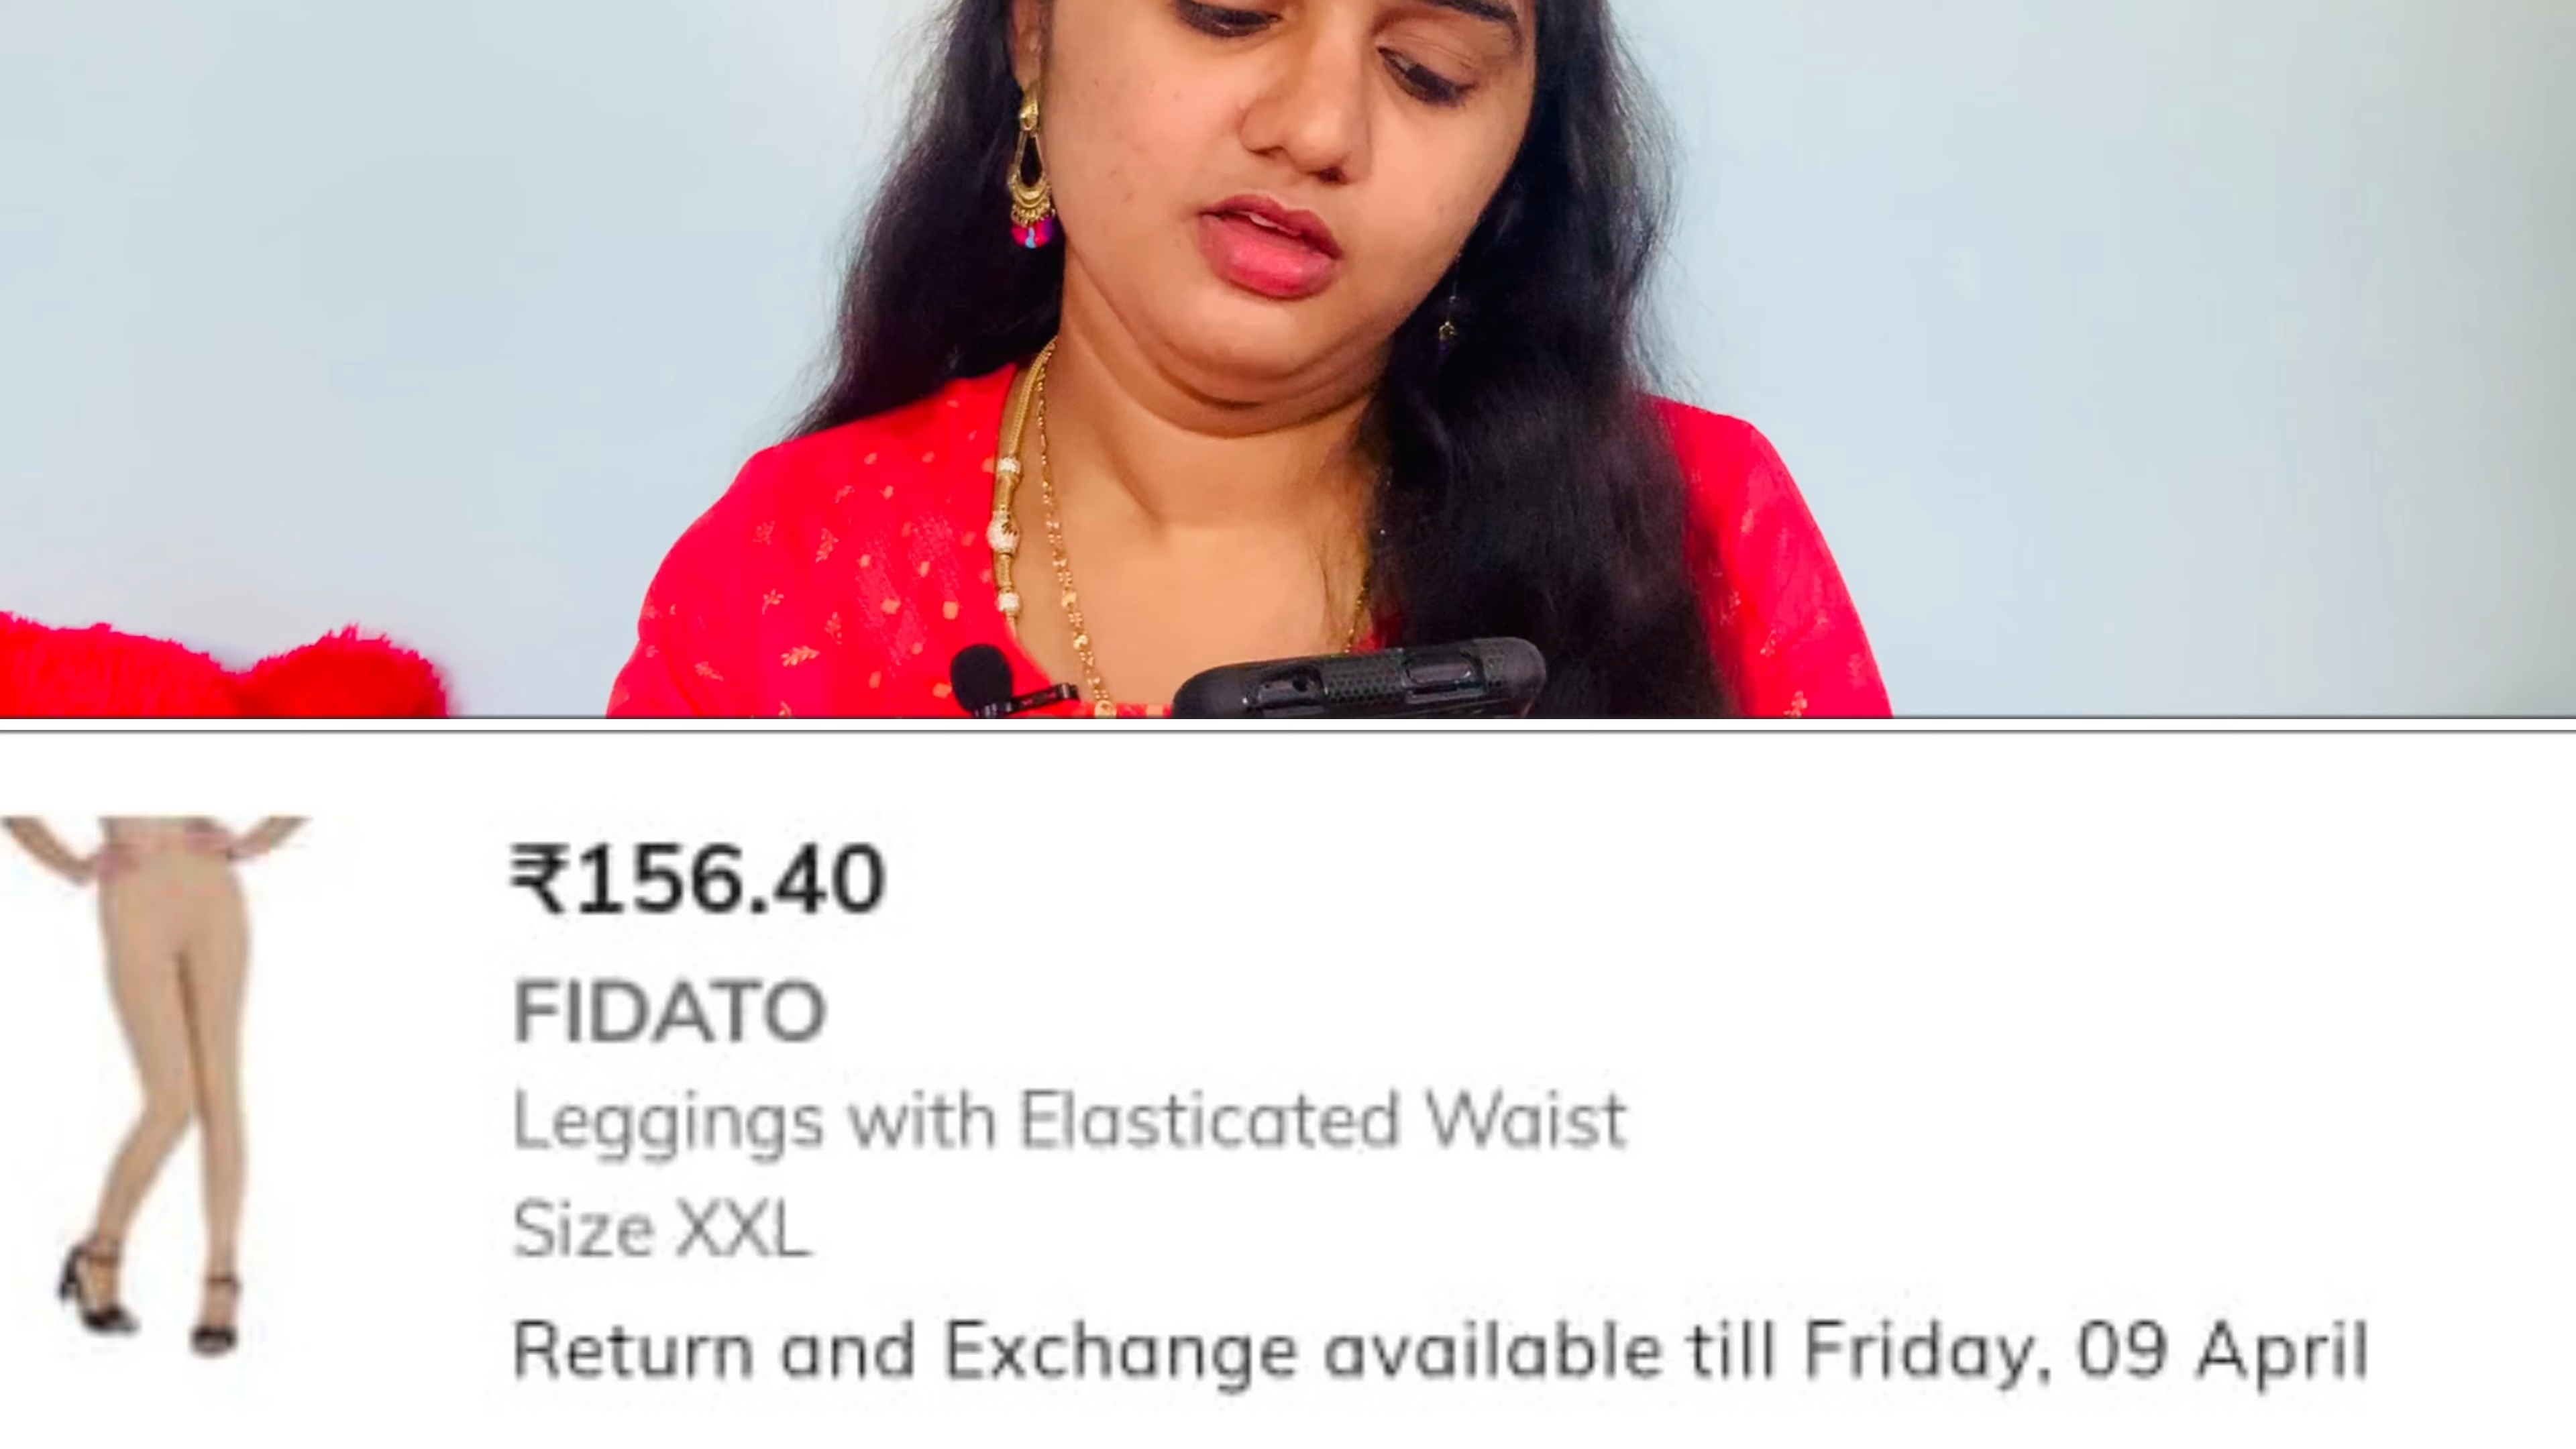 ₹156.40
FIDATO
Leggings with Elasticated Waist
Size XXL
Return and Exchange available till Friday, 09 April